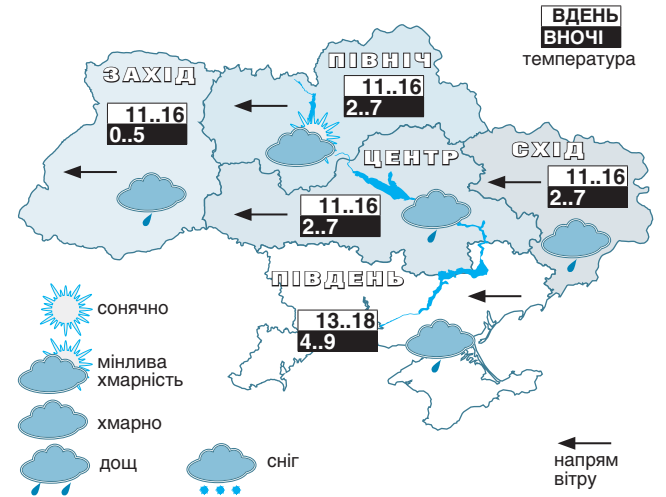 ВДЕНЬ
ВНОЧІ
температура
ЗАХІД
11..16
0..5
ПІВНІЧ
11..16
2..7
ЦЕНТР
11..16
2..7
СХІД
11..16
2..7
ПІВДЕНЬ
13..18
4..9
сонячно
мінлива
хмарність
хмарно
дощ
сніг
напрям
вітру